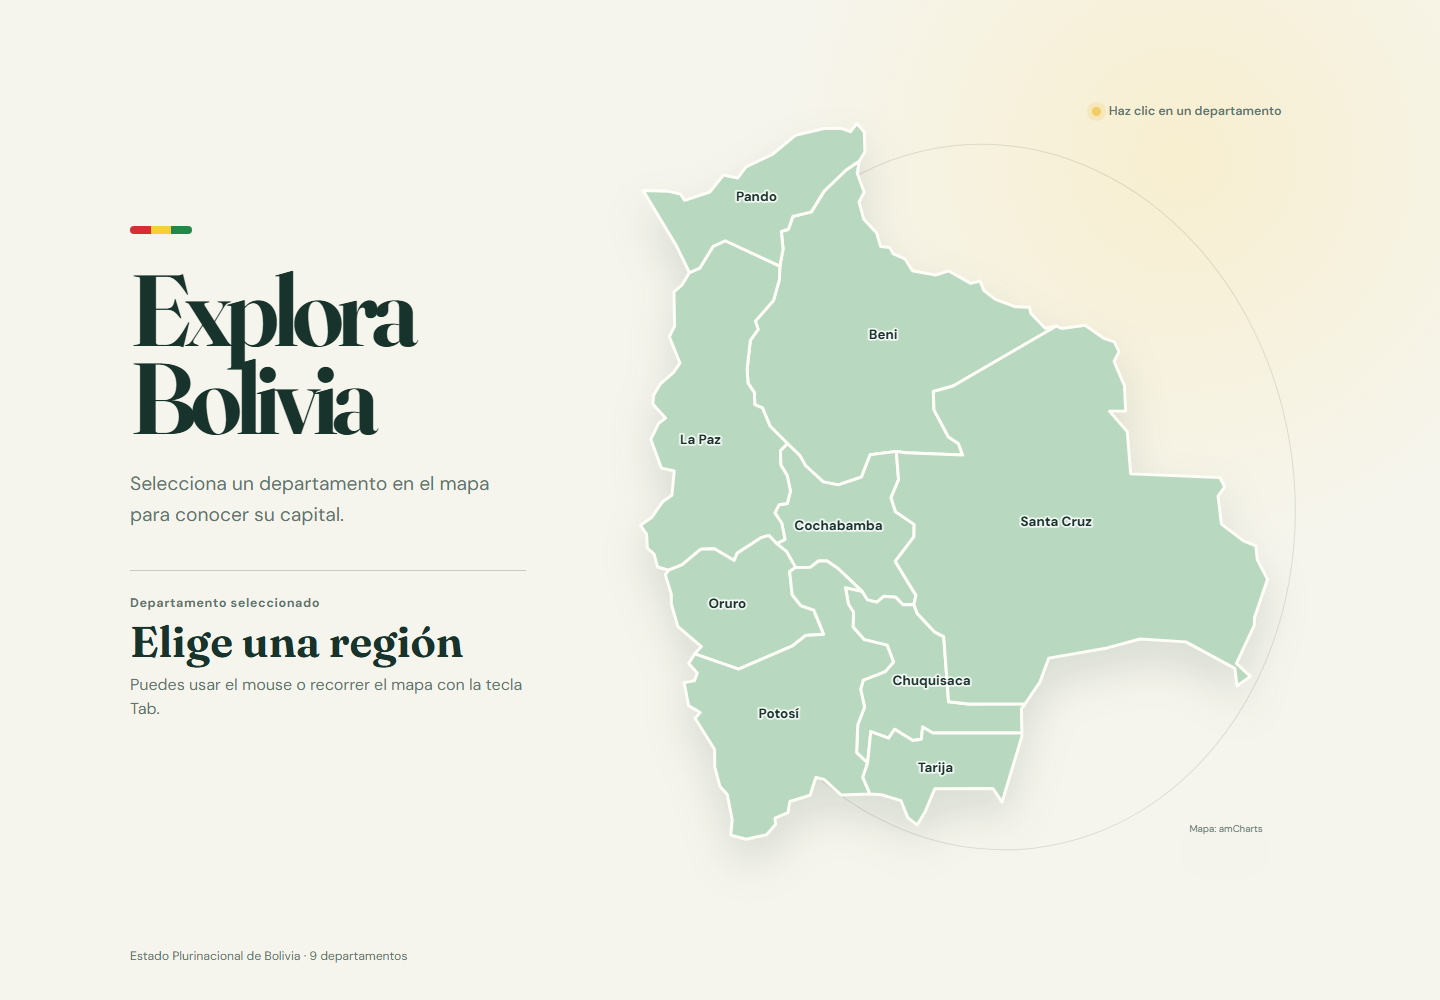 Haz clic en un departamento
Explora
Bolivia
Selecciona un departamento en el mapa
para conocer su capital.
Departamento seleccionado
Elige una región
Puedes usar el mouse o recorrer el mapa con la tecla
Tab.
Pando
Beni
La Paz
Santa Cruz
Cochabamba
Oruro
Chuquisaca
Potosí
Tarija
Mapa: amCharts
Estado Plurinacional de Bolivia · 9 departamentos